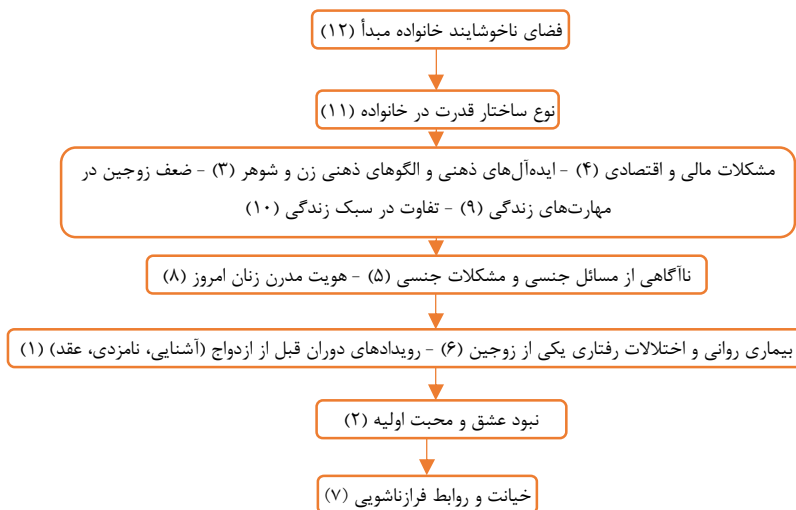 فضای ناخوشایند خانواده مبدأ (۱۲)
نوع ساختار قدرت در خانواده (۱۱)
مشکلات مالی و اقتصادی (۴) - ایده‌آل‌های ذهنی و الگوهای ذهنی زن و شوهر (۳) - ضعف زوجین در
مهارت‌های زندگی (۹) - تفاوت در سبک زندگی (۱۰)
ناآگاهی از مسائل جنسی و مشکلات جنسی (۵) - هویت مدرن زنان امروز (۸)
بیماری روانی و اختلالات رفتاری یکی از زوجین (۶) - رویدادهای دوران قبل از ازدواج (آشنایی، نامزدی، عقد) (۱)
نبود عشق و محبت اولیه (۲)
خیانت و روابط فرازناشویی (۷)